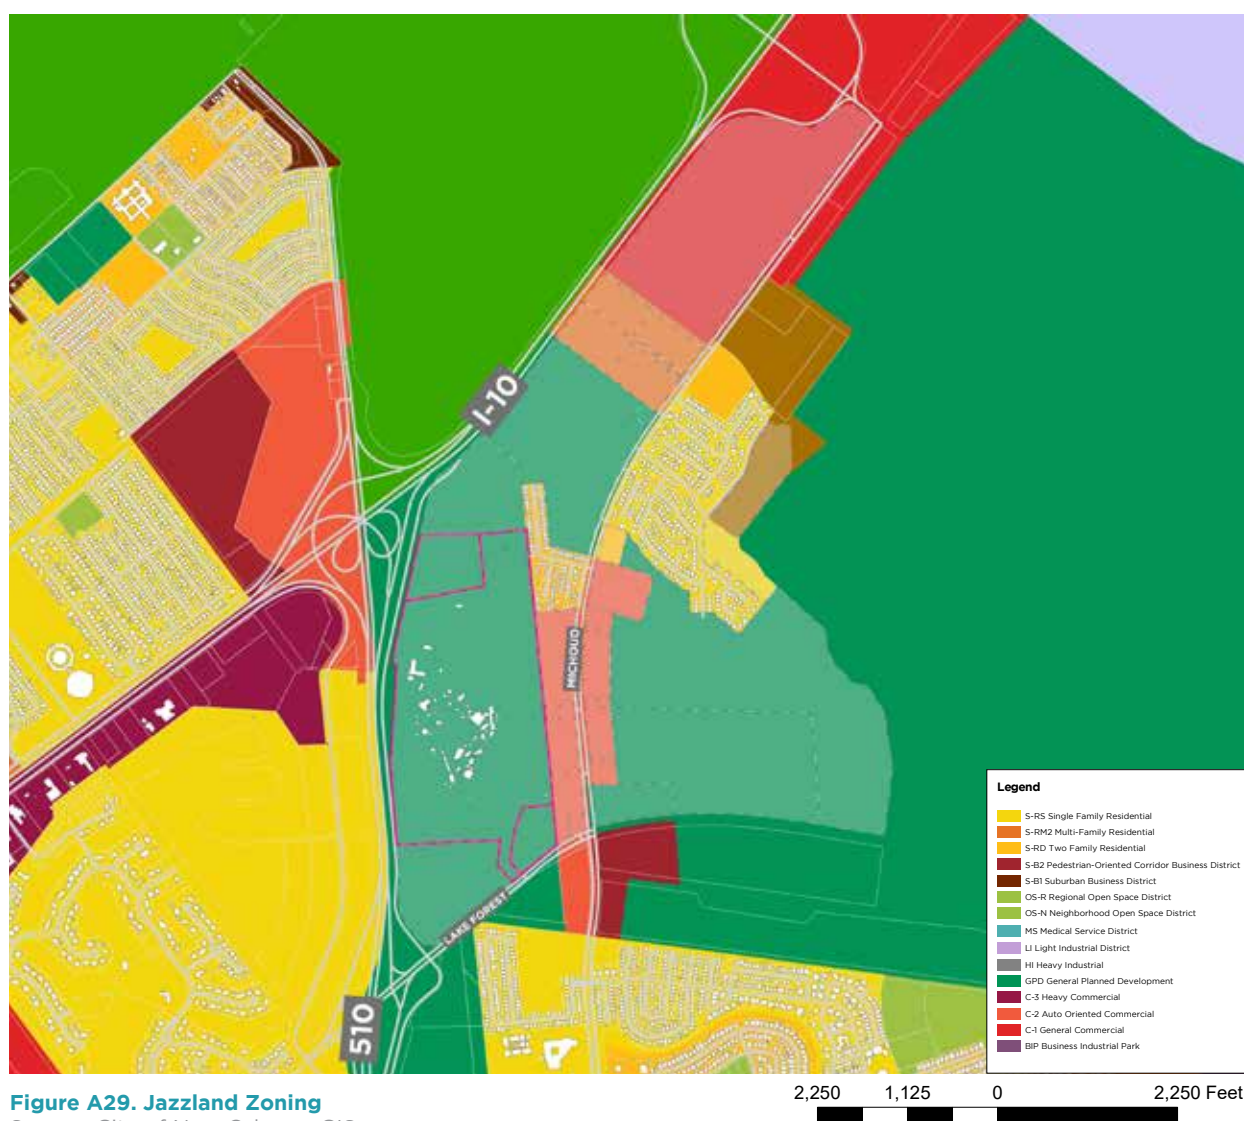 I-10
MICHOUD
LAKE FOREST
510
Legend
S-RS Single Family Residential
S-RM2 Multi-Family Residential
S-RD Two Family Residential
S-B2 Pedestrian-Oriented Corridor Business District
S-B1 Suburban Business District
OS-R Regional Open Space District
OS-N Neighborhood Open Space District
MS Medical Service District
LI Light Industrial District
HI Heavy Industrial
GPD General Planned Development
C-3 Heavy Commercial
C-2 Auto Oriented Commercial
C-1 General Commercial
BIP Business Industrial Park
2,250 1,125 0 2,250 Feet
Figure A29. Jazzland Zoning